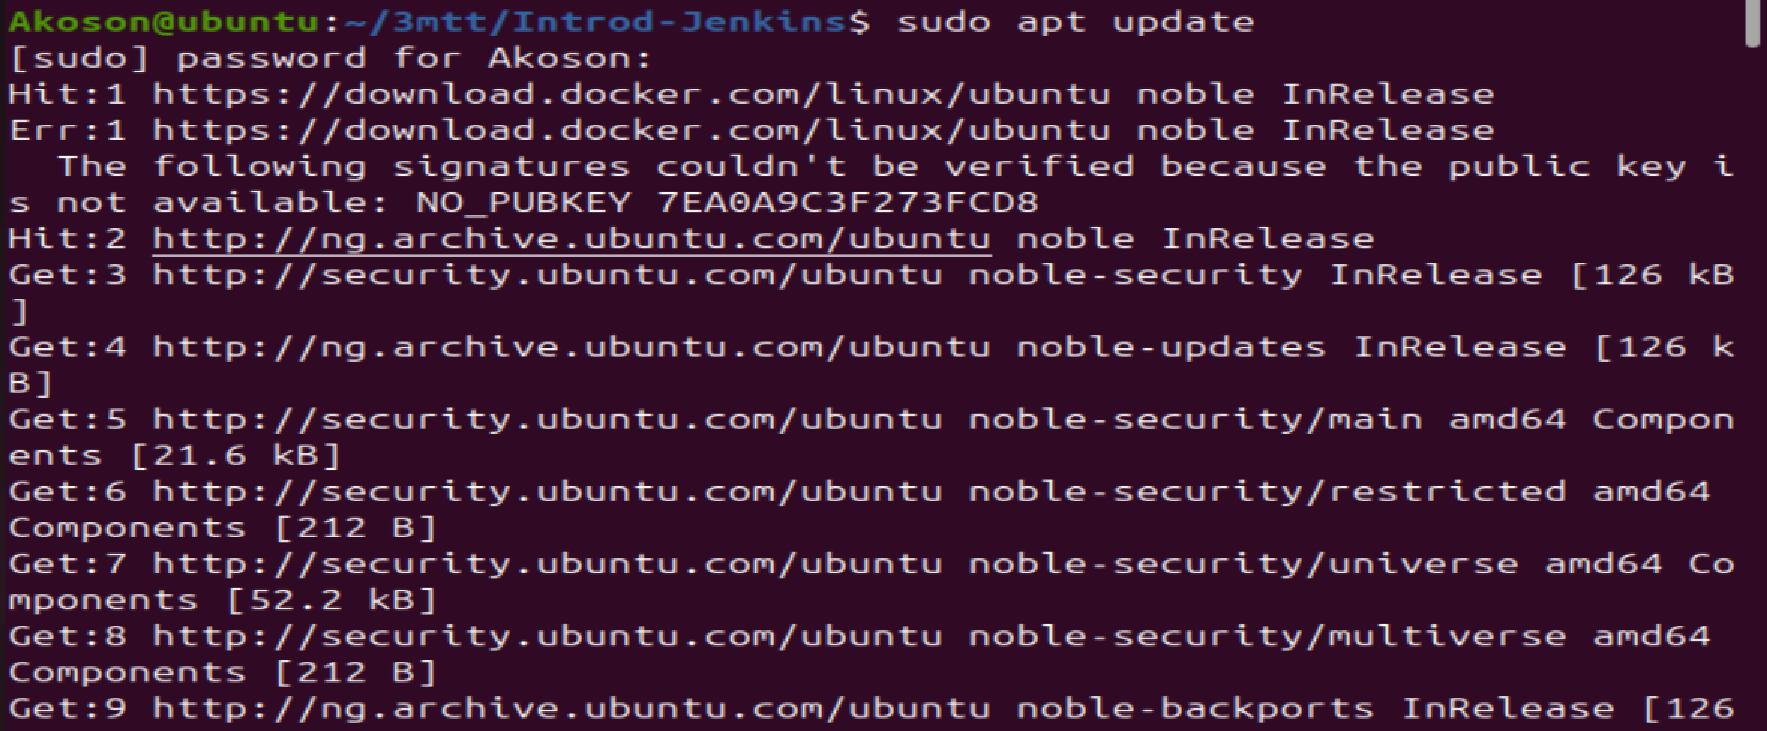 Akoson@ubuntu:~/3mtt/Introd-Jenkins$ sudo apt update
[sudo] password for Akoson:
Hit:1 https://download.docker.com/linux/ubuntu noble InRelease
Err:1 https://download.docker.com/linux/ubuntu noble InRelease
  The following signatures couldn't be verified because the public key i
s not available: NO_PUBKEY 7EA0A9C3F273FCD8
Hit:2 http://ng.archive.ubuntu.com/ubuntu noble InRelease
Get:3 http://security.ubuntu.com/ubuntu noble-security InRelease [126 kB
]
Get:4 http://ng.archive.ubuntu.com/ubuntu noble-updates InRelease [126 k
B]
Get:5 http://security.ubuntu.com/ubuntu noble-security/main amd64 Compon
ents [21.6 kB]
Get:6 http://security.ubuntu.com/ubuntu noble-security/restricted amd64
Components [212 B]
Get:7 http://security.ubuntu.com/ubuntu noble-security/universe amd64 Co
mponents [52.2 kB]
Get:8 http://security.ubuntu.com/ubuntu noble-security/multiverse amd64
Components [212 B]
Get:9 http://ng.archive.ubuntu.com/ubuntu noble-backports InRelease [126